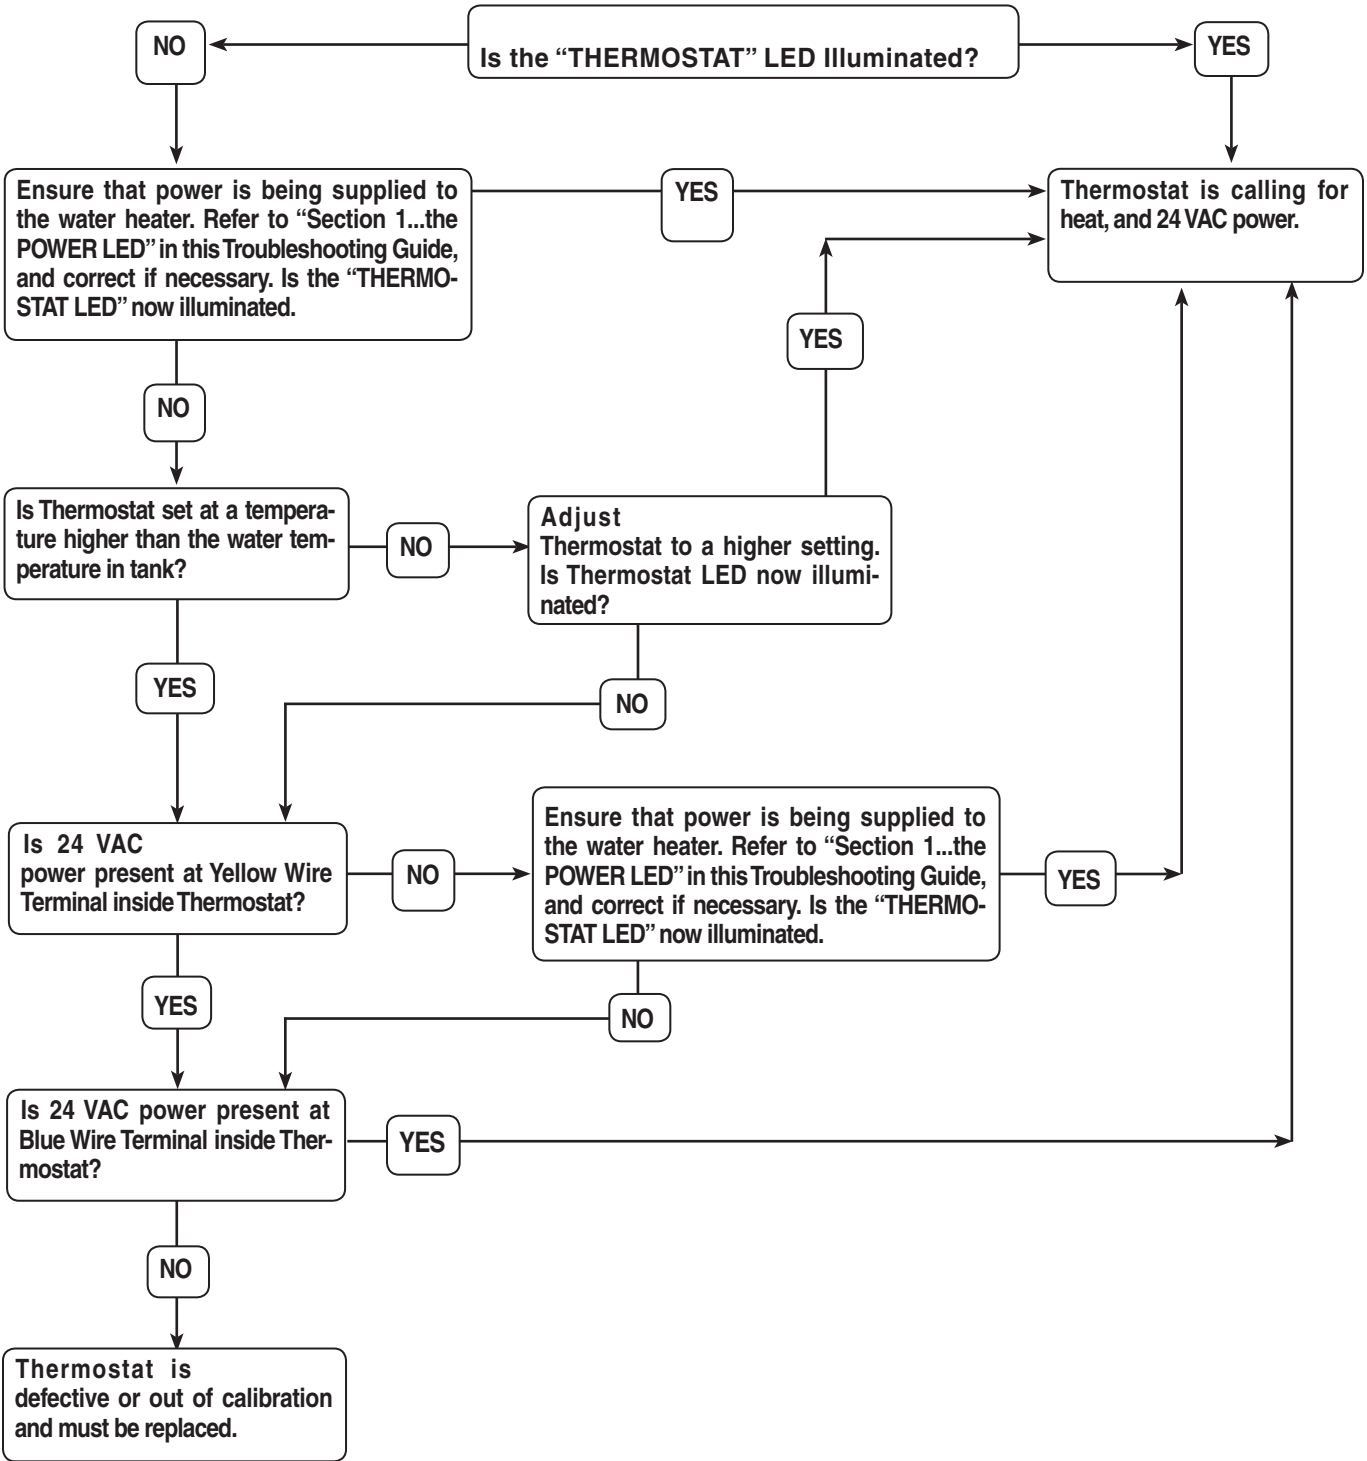 NO
Is the “THERMOSTAT” LED Illuminated?
YES
Ensure that power is being supplied to
the water heater. Refer to “Section 1...the
POWER LED” in this Troubleshooting Guide,
and correct if necessary. Is the “THERMO-
STAT LED” now illuminated.
YES
Thermostat is calling for
heat, and 24 VAC power.
YES
NO
Is Thermostat set at a tempera-
ture higher than the water tem-
perature in tank?
NO
Adjust
Thermostat to a higher setting.
Is Thermostat LED now illumi-
nated?
YES
NO
Is 24 VAC
power present at Yellow Wire
Terminal inside Thermostat?
NO
Ensure that power is being supplied to
the water heater. Refer to “Section 1...the
POWER LED” in this Troubleshooting Guide,
and correct if necessary. Is the “THERMO-
STAT LED” now illuminated.
YES
YES
NO
Is 24 VAC power present at
Blue Wire Terminal inside Ther-
mostat?
YES
NO
Thermostat is
defective or out of calibration
and must be replaced.